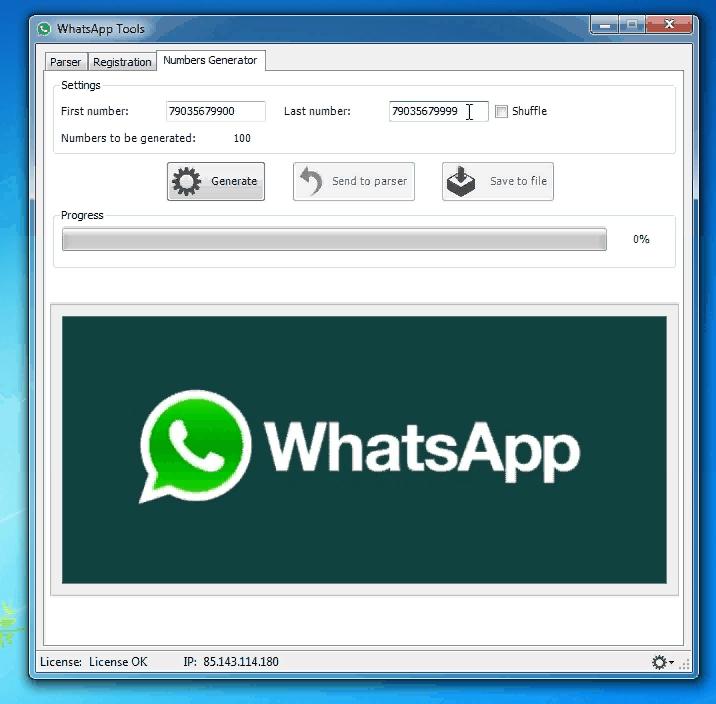 WhatsApp Tools
Parser Registration Numbers Generator
Settings
First number: 79035679900 Last number: 79035679999 Shuffle
Numbers to be generated: 100
Generate Send to parser Save to file
Progress
0%
WhatsApp
License: License OK IP: 85.143.114.180